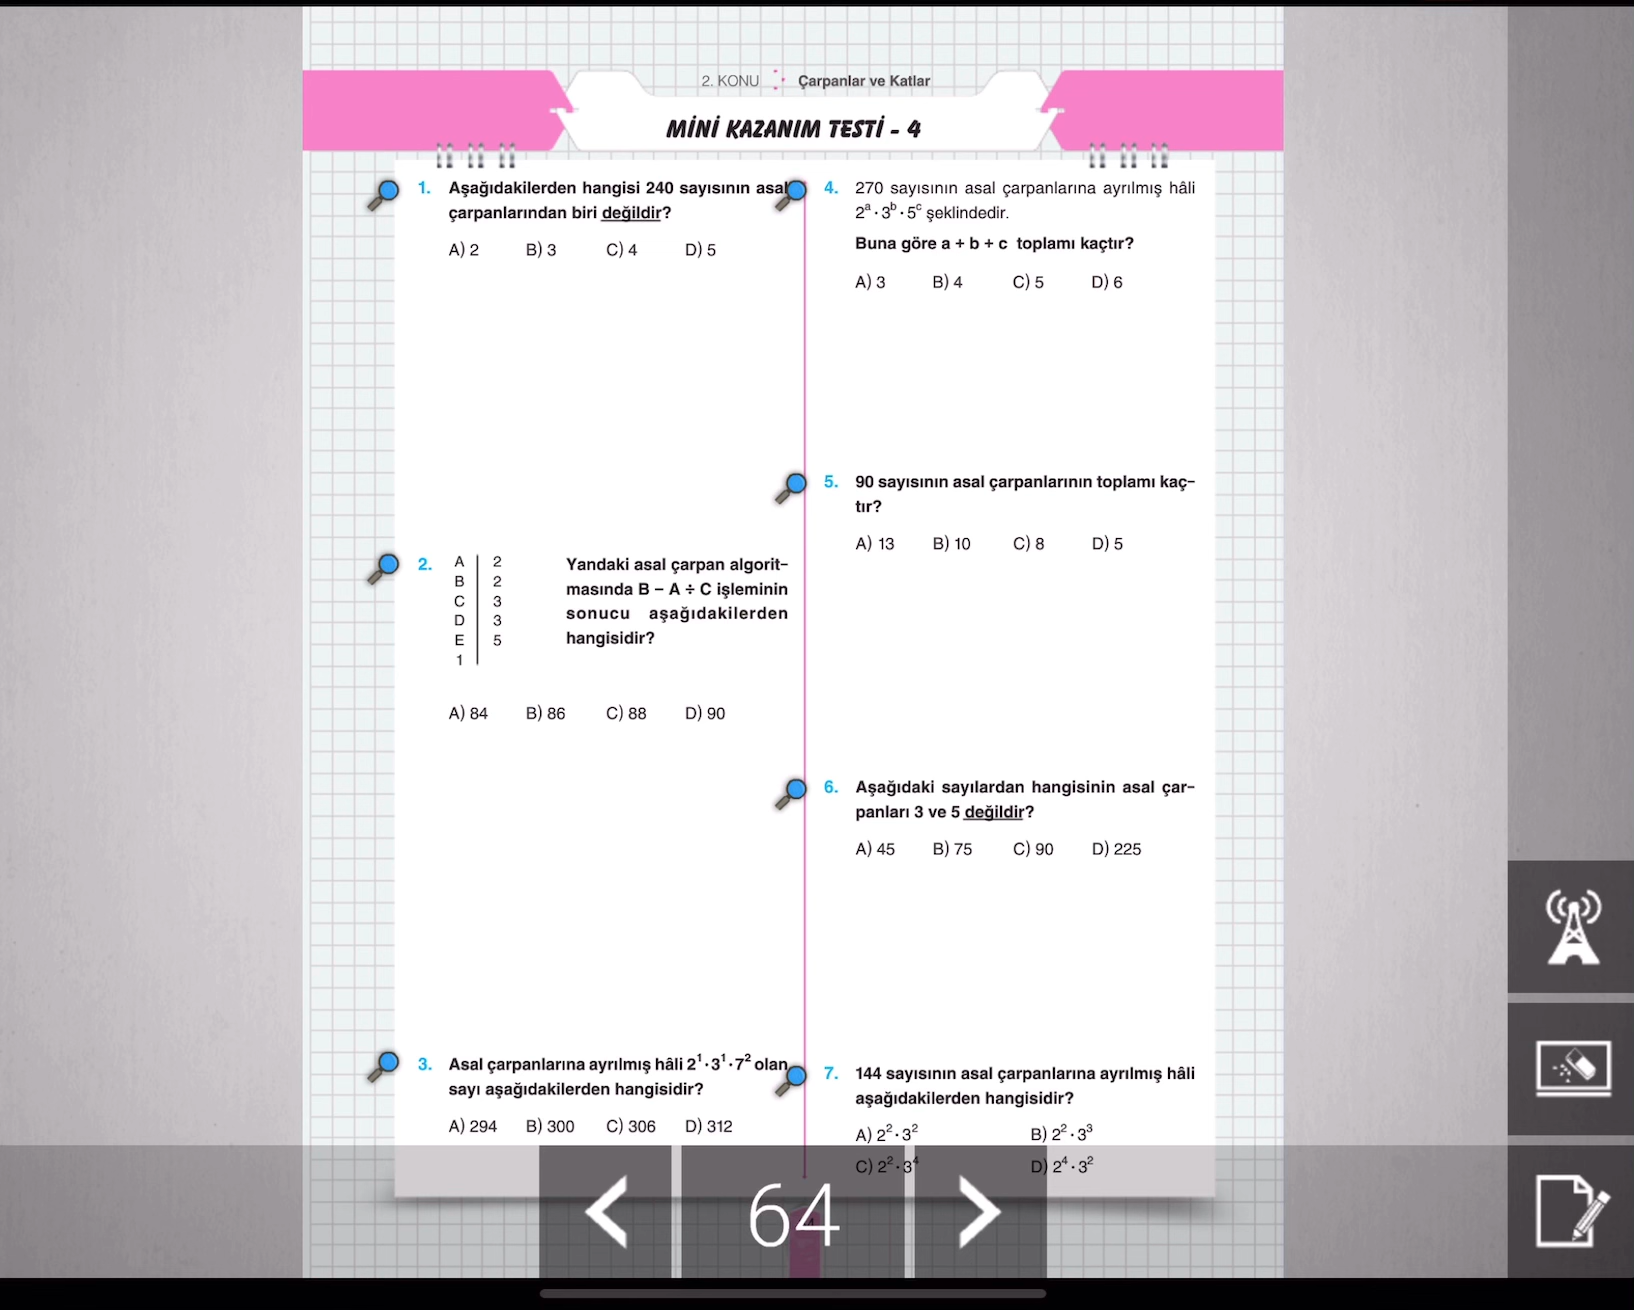 2. KONU Çarpanlar ve Katlar
MİNİ KAZANIM TESTİ - 4
1. Aşağıdakilerden hangisi 240 sayısının asal
çarpanlarından biri değildir?
A) 2 B) 3 C) 4 D) 5
2. A 2
B 2
C 3
D 3
E 5
1
Yandaki asal çarpan algorit-
masında B − A ÷ C işleminin
sonucu aşağıdakilerden
hangisidir?
A) 84 B) 86 C) 88 D) 90
3. Asal çarpanlarına ayrılmış hâli 2¹·3¹·7² olan
sayı aşağıdakilerden hangisidir?
A) 294 B) 300 C) 306 D) 312
4. 270 sayısının asal çarpanlarına ayrılmış hâli
2ᵃ·3ᵇ·5ᶜ şeklindedir.
Buna göre a + b + c toplamı kaçtır?
A) 3 B) 4 C) 5 D) 6
5. 90 sayısının asal çarpanlarının toplamı kaç-
tır?
A) 13 B) 10 C) 8 D) 5
6. Aşağıdaki sayılardan hangisinin asal çar-
panları 3 ve 5 değildir?
A) 45 B) 75 C) 90 D) 225
7. 144 sayısının asal çarpanlarına ayrılmış hâli
aşağıdakilerden hangisidir?
A) 2²·3² B) 2²·3³
C) 2²·3⁴ D) 2⁴·3²
64